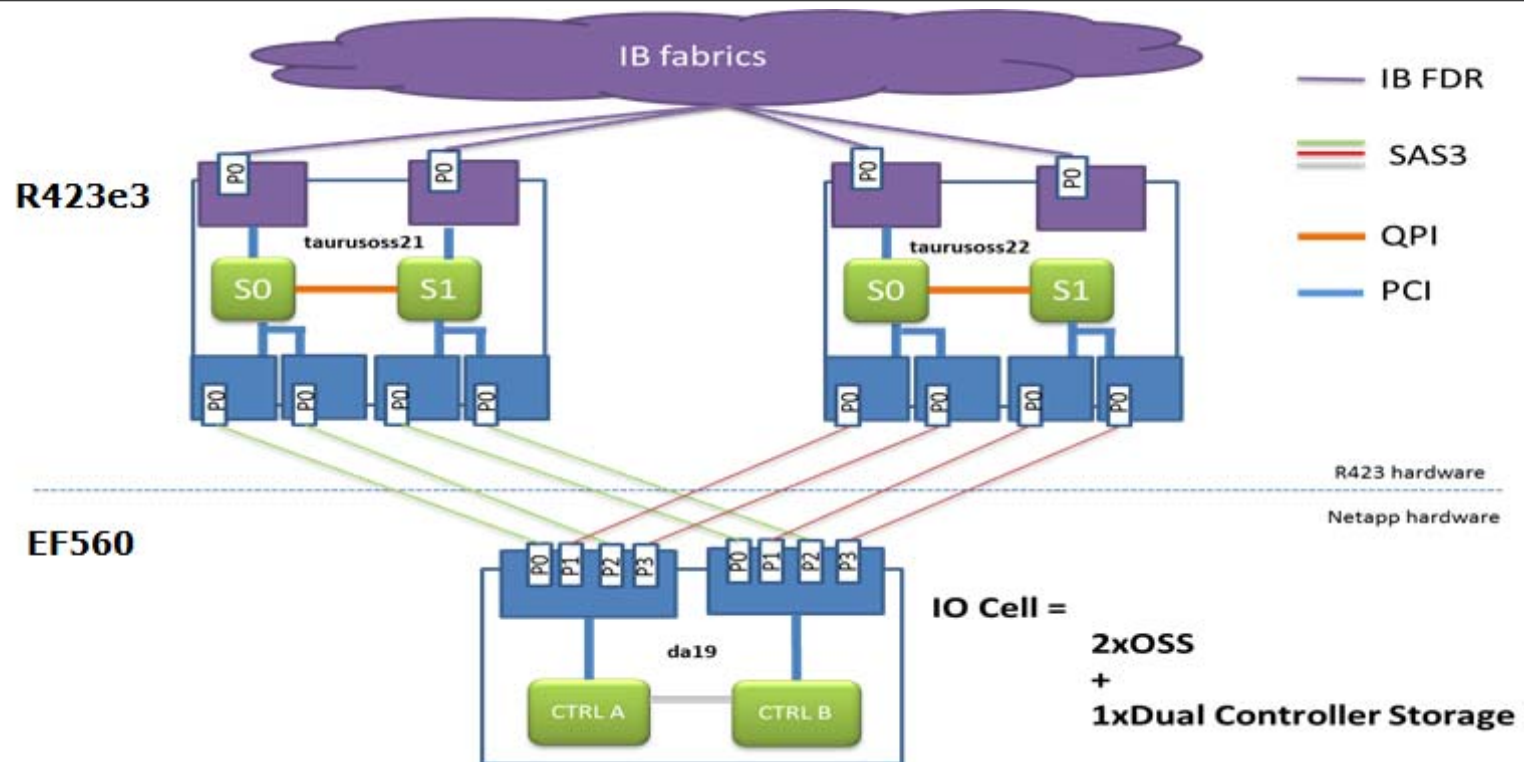 IB fabrics
IB FDR
SAS3
QPI
PCI
R423e3
P0
P0
P0
P0
taurusoss21
taurusoss22
S0
S1
S0
S1
P0
P0
P0
P0
P0
P0
P0
P0
R423 hardware
Netapp hardware
EF560
P0
P1
P2
P3
P0
P1
P2
P3
da19
CTRL A
CTRL B
IO Cell =
2xOSS
+
1xDual Controller Storage